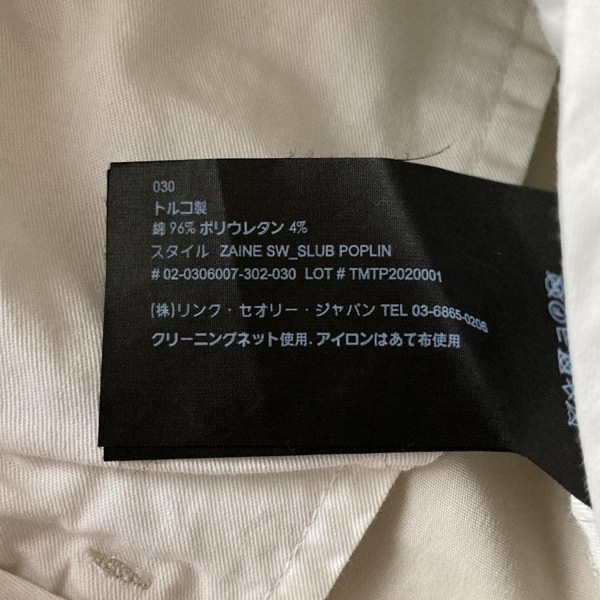 030
トルコ製
綿 96% ポリウレタン 4%
スタイル ZAINE SW_SLUB POPLIN
# 02-0306007-302-030 LOT # TMTP2020001
(株)リンク・セオリー・ジャパン TEL 03-6865-0206
クリーニングネット使用.アイロンはあて布使用